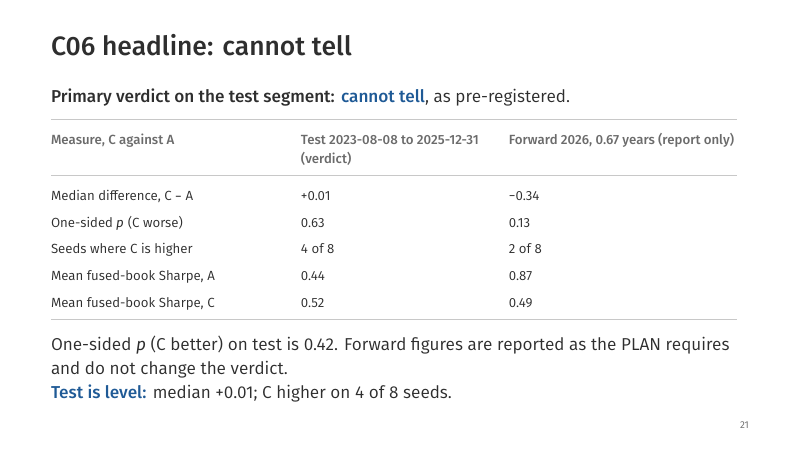 C06 headline: cannot tell
Primary verdict on the test segment: cannot tell, as pre-registered.
Measure, C against A
Test 2023-08-08 to 2025-12-31 (verdict)
Forward 2026, 0.67 years (report only)
Median difference, C – A +0.01 −0.34
One-sided p (C worse) 0.63 0.13
Seeds where C is higher 4 of 8 2 of 8
Mean fused-book Sharpe, A 0.44 0.87
Mean fused-book Sharpe, C 0.52 0.49
One-sided p (C better) on test is 0.42. Forward figures are reported as the PLAN requires
and do not change the verdict.
Test is level: median +0.01; C higher on 4 of 8 seeds.
21